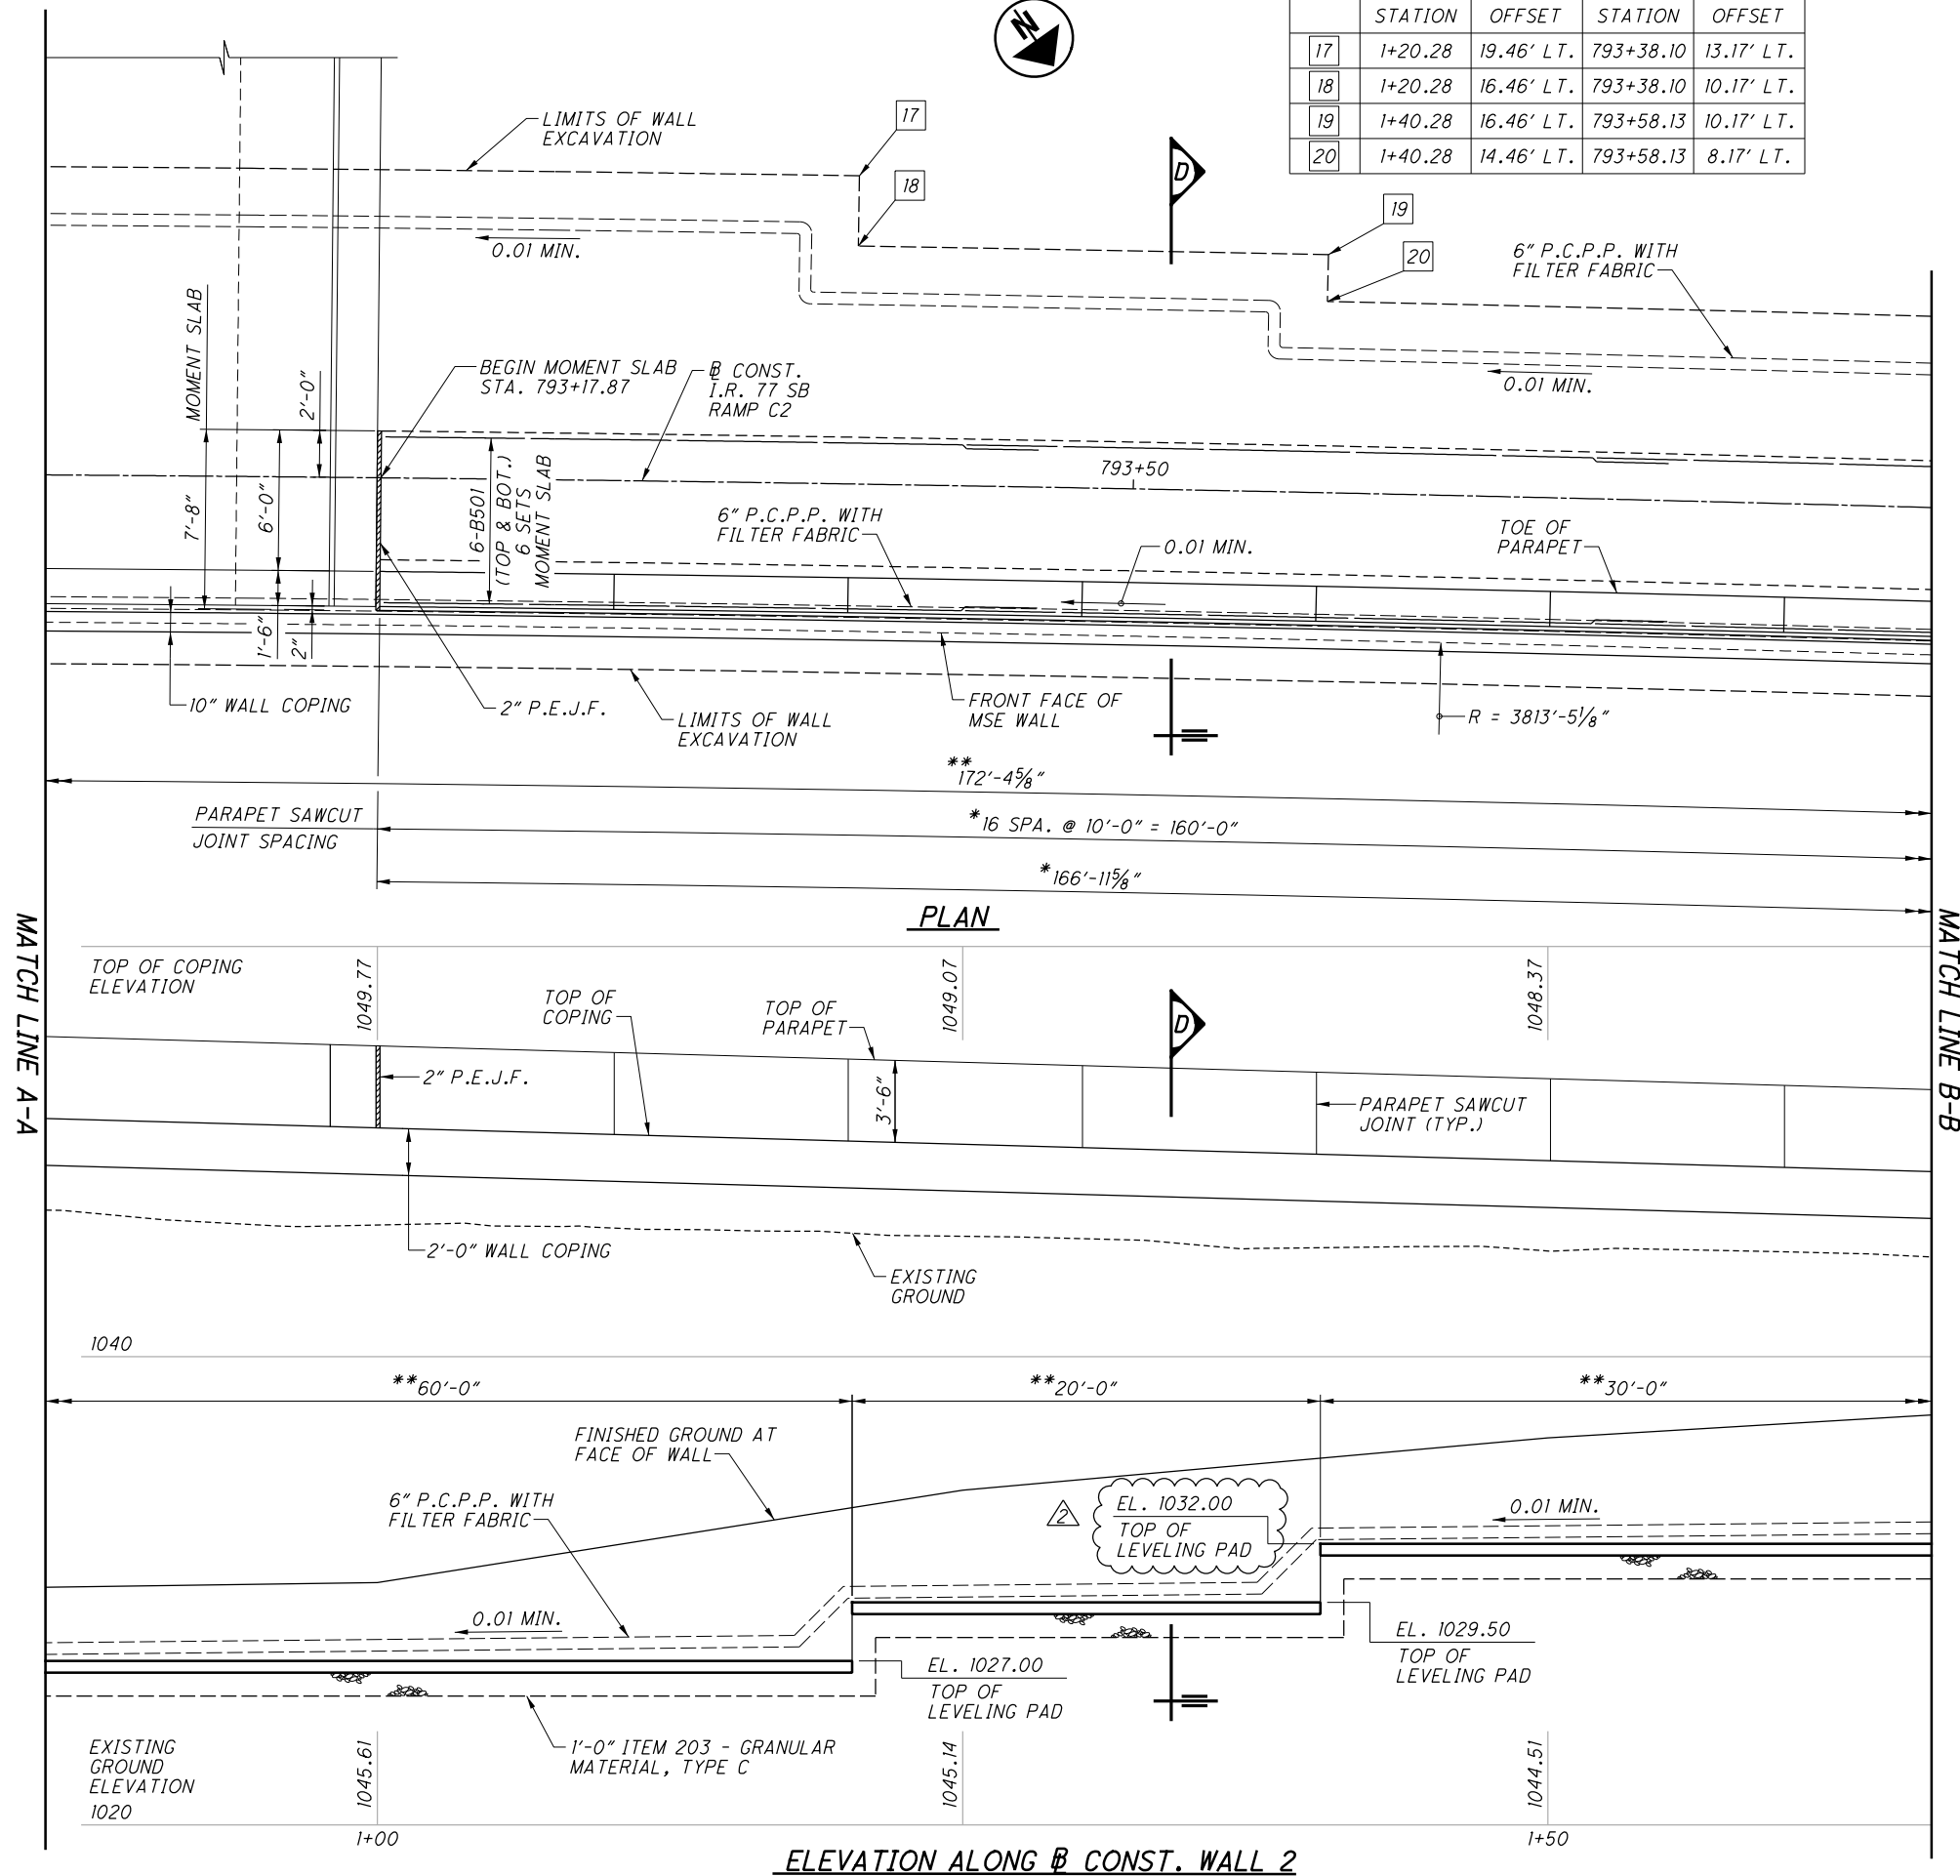 N
STATION OFFSET STATION OFFSET
17 1+20.28 19.46' LT. 793+38.10 13.17' LT.
18 1+20.28 16.46' LT. 793+38.10 10.17' LT.
19 1+40.28 16.46' LT. 793+58.13 10.17' LT.
20 1+40.28 14.46' LT. 793+58.13 8.17' LT.
LIMITS OF WALL
EXCAVATION
17
18
D
19
20
6" P.C.P.P. WITH
FILTER FABRIC
0.01 MIN.
0.01 MIN.
MOMENT SLAB
2'-0"
7'-8"
6'-0"
BEGIN MOMENT SLAB
STA. 793+17.87
℄ CONST.
I.R. 77 SB
RAMP C2
793+50
6-B501
(TOP & BOT.)
6 SETS
MOMENT SLAB
6" P.C.P.P. WITH
FILTER FABRIC
0.01 MIN.
TOE OF
PARAPET
1'-6"
2"
10" WALL COPING
2" P.E.J.F.
LIMITS OF WALL
EXCAVATION
FRONT FACE OF
MSE WALL
R = 3813'-5⅛"
**
172'-4⅝"
PARAPET SAWCUT
JOINT SPACING
*16 SPA. @ 10'-0" = 160'-0"
*166'-11⅝"
PLAN
MATCH LINE A-A
MATCH LINE B-B
TOP OF COPING
ELEVATION
1049.77
1049.07
1048.37
TOP OF
COPING
TOP OF
PARAPET
D
2" P.E.J.F.
3'-6"
PARAPET SAWCUT
JOINT (TYP.)
2'-0" WALL COPING
EXISTING
GROUND
1040
**60'-0"
**20'-0"
**30'-0"
FINISHED GROUND AT
FACE OF WALL
6" P.C.P.P. WITH
FILTER FABRIC
2
EL. 1032.00
TOP OF
LEVELING PAD
0.01 MIN.
0.01 MIN.
EL. 1029.50
TOP OF
LEVELING PAD
EL. 1027.00
TOP OF
LEVELING PAD
1'-0" ITEM 203 - GRANULAR
MATERIAL, TYPE C
EXISTING
GROUND
ELEVATION
1045.61
1045.14
1044.51
1020
1+00
1+50
ELEVATION ALONG ℄ CONST. WALL 2